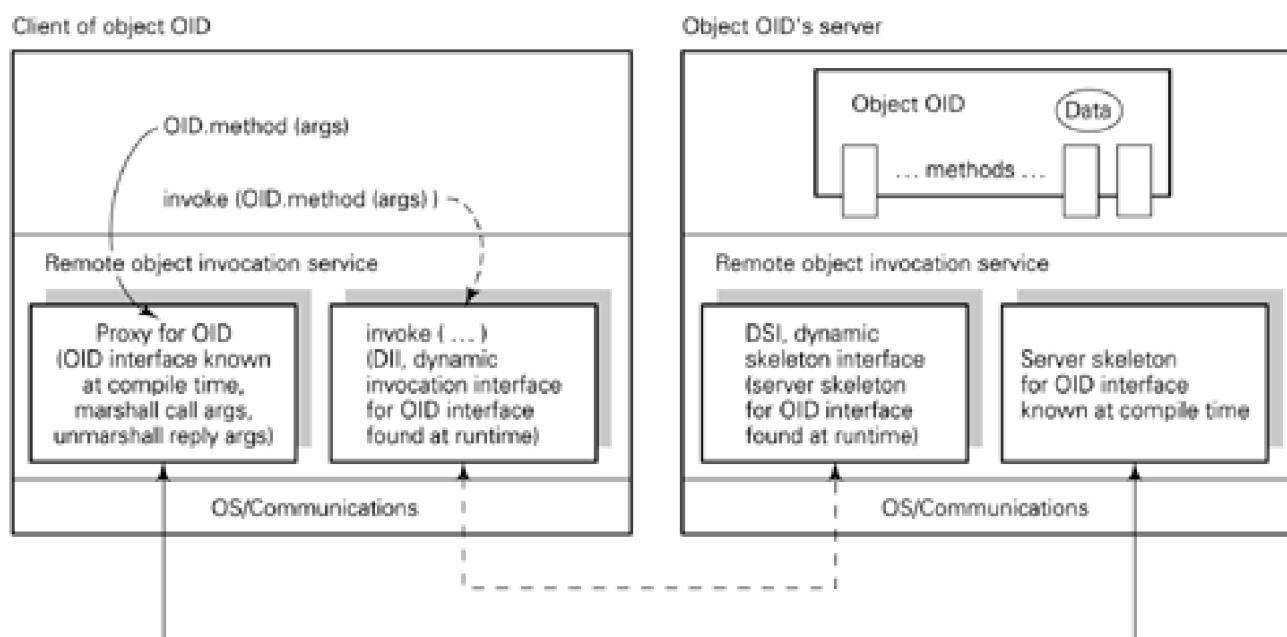 Client of object OID
OID.method (args)
invoke (OID.method (args) )
Remote object invocation service
Proxy for OID
(OID interface known
at compile time,
marshall call args,
unmarshall reply args)
invoke ( … )
(DII, dynamic
invocation interface
for OID interface
found at runtime)
OS/Communications
Object OID's server
Object OID
Data
… methods …
Remote object invocation service
DSI, dynamic
skeleton interface
(server skeleton
for OID interface
found at runtime)
Server skeleton
for OID interface
known at compile time
OS/Communications